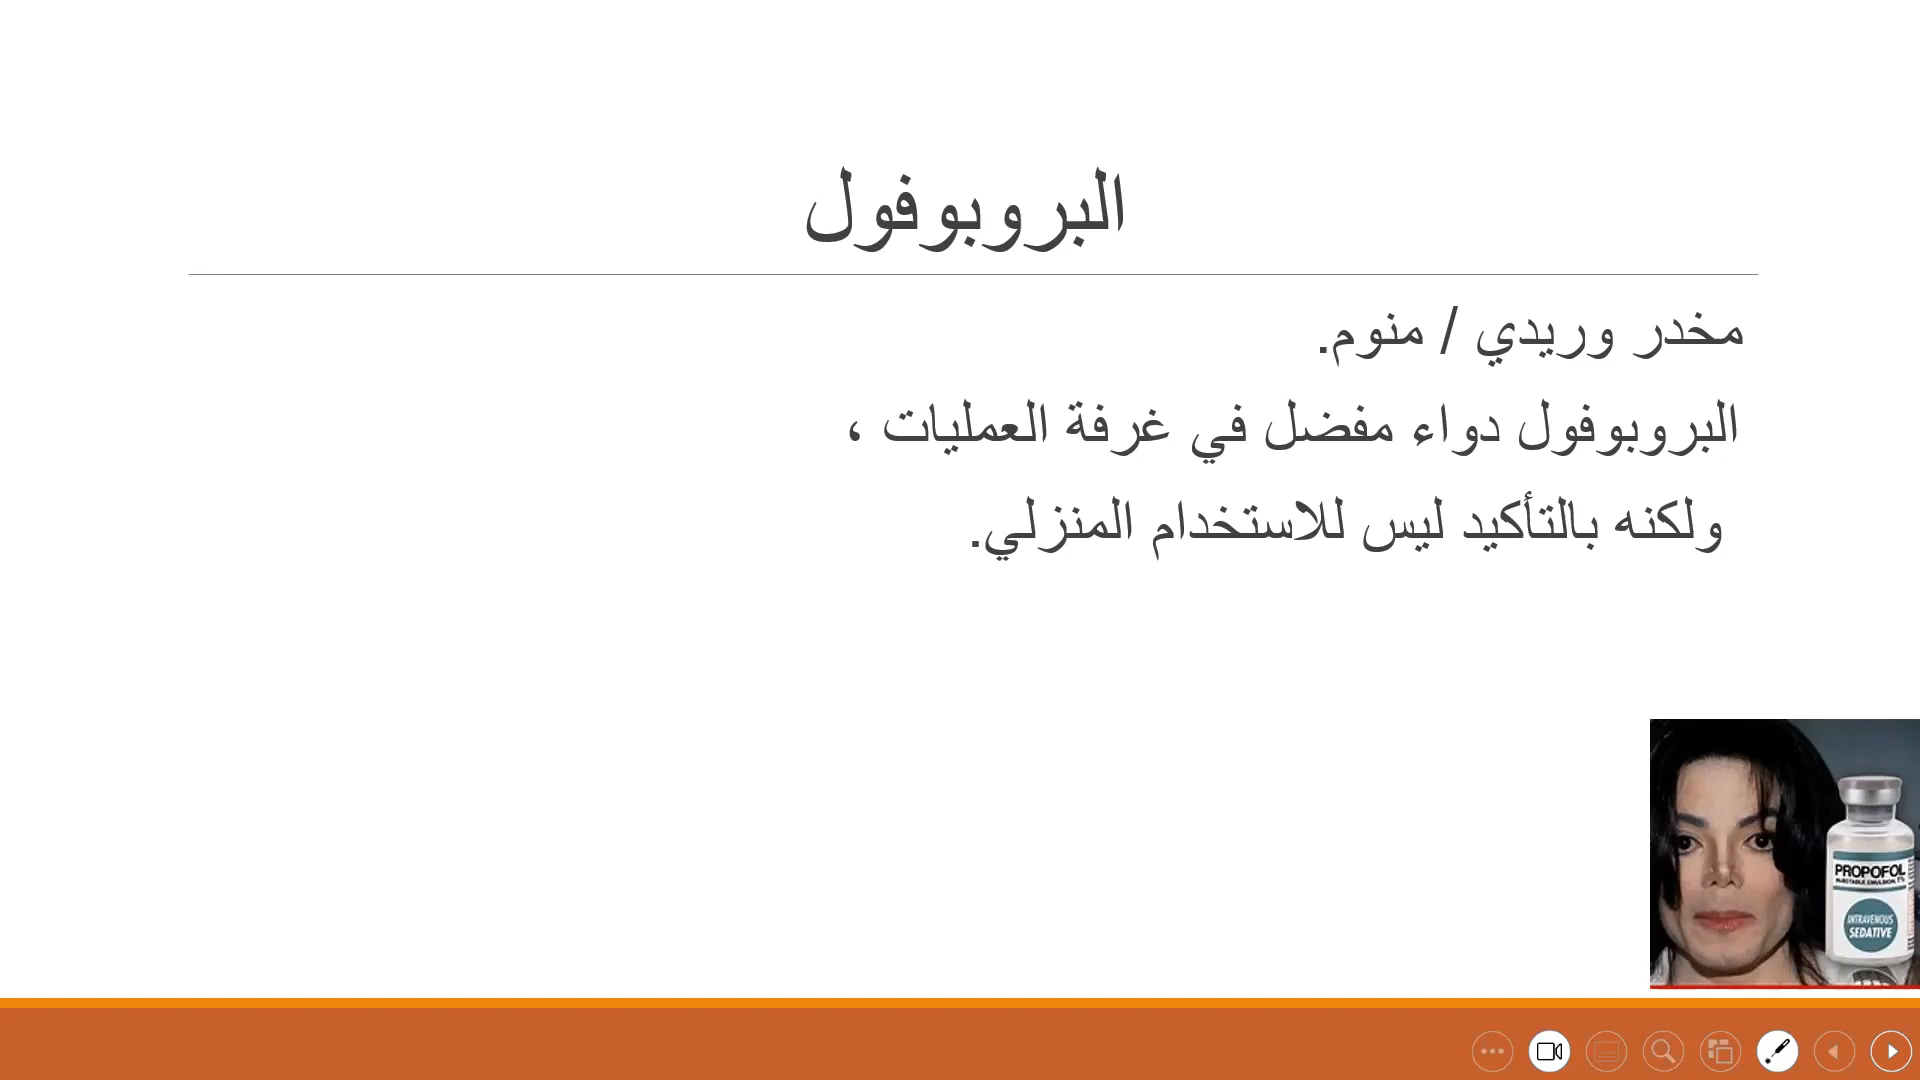 البروبوفول
مخدر وريدي / منوم.
البروبوفول دواء مفضل في غرفة العمليات ،
ولكنه بالتأكيد ليس للاستخدام المنزلي.
PROPOFOL
INJECTABLE EMULSION, 1%
INTRAVENOUS
SEDATIVE